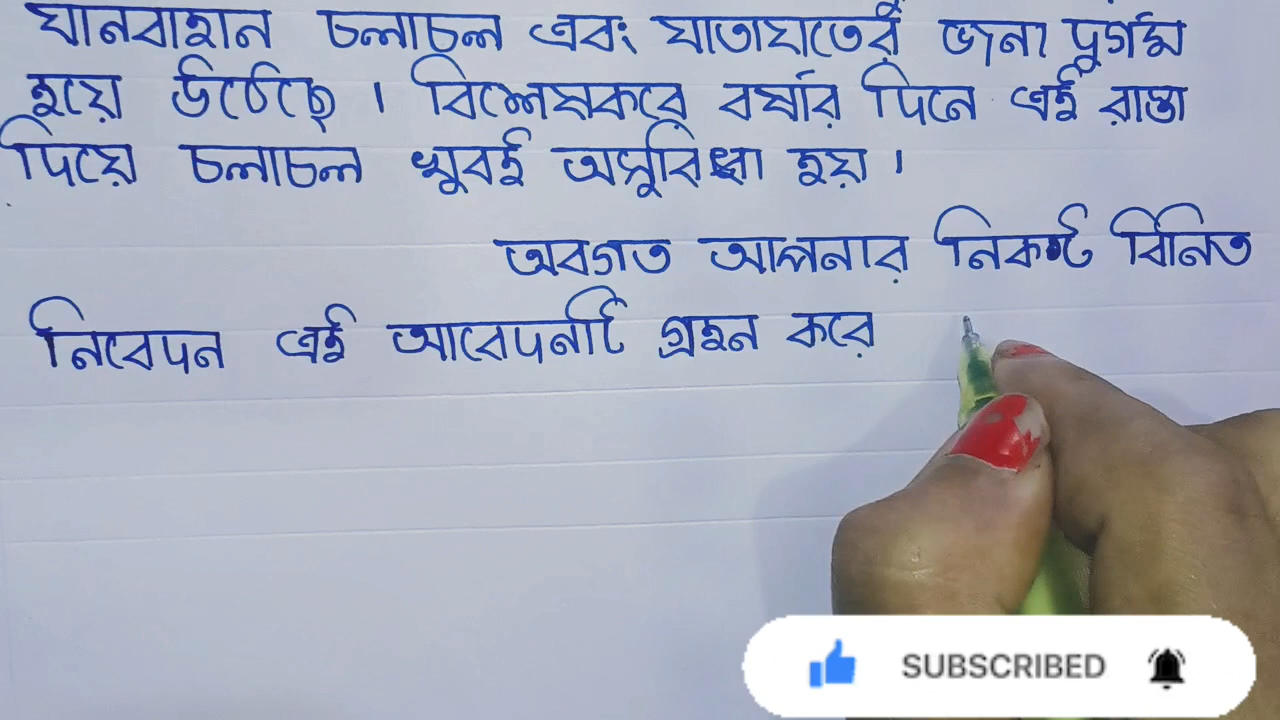 যানবাহান চলাচল এবং যাতাযাতের জন্য দুর্গম
হয়ে উঠেছে। বিশেষকরে বর্ষার দিনে এই রাস্তা
দিয়ে চলাচল খুবই অসুবিধা হয়।
অবগত আপনার নিকট বিনিত
নিবেদন এই আবেদনটি গ্রহন করে
SUBSCRIBED